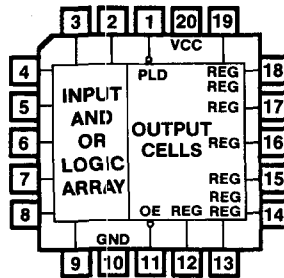 3 2 1 20 19
VCC
4 PLD REG 18
REG
5 INPUT REG 17
AND
OR OUTPUT
6 LOGIC CELLS REG 16
ARRAY
7 REG 15
REG
8 OE REG REG 14
GND
9 10 11 12 13